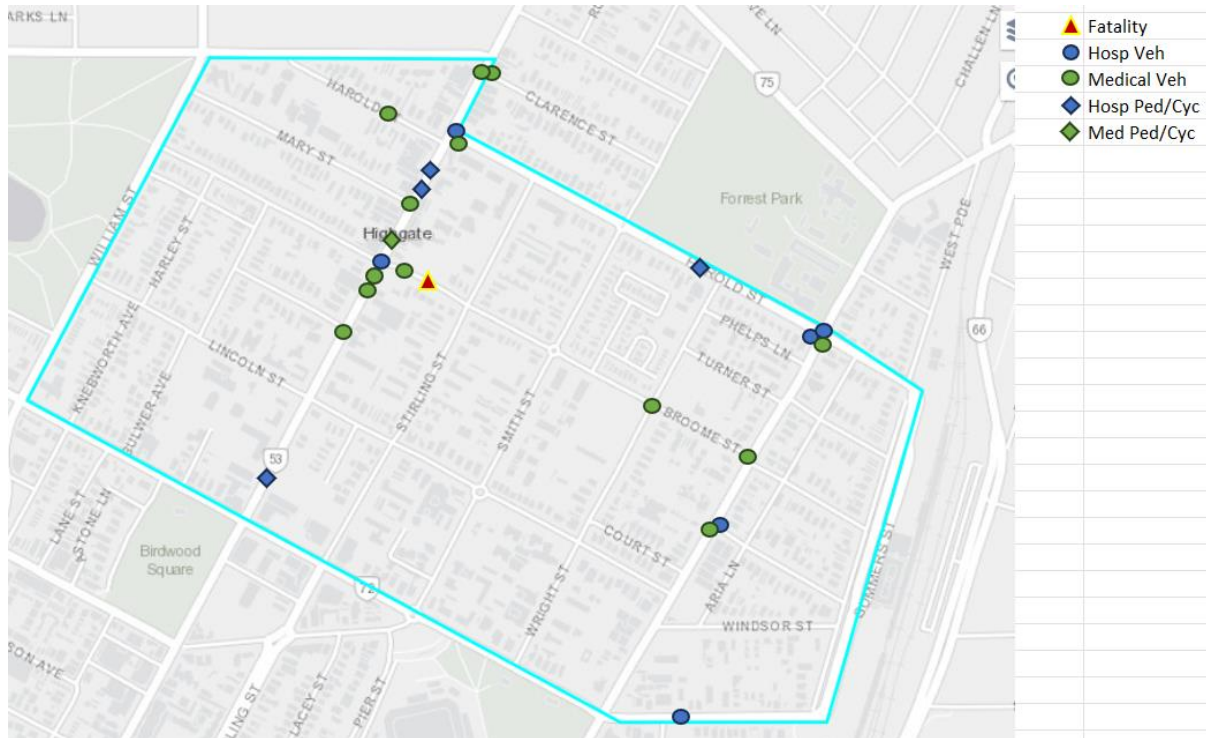 ARKS LN
CHALLEN LN
75
HAROLD
CLARENCE ST
MARY ST
Forrest Park
WILLIAM ST
HARLEY ST
Highgate
WEST PDE
HAROLD ST
66
KNEBWORTH AVE
LINCOLN ST
PHELPS LN
TURNER ST
BULWER AVE
STIRLING ST
SMITH ST
BROOME ST
53
LANE ST
COURT ST
Birdwood
Square
ARIA LN
SUMMERS ST
72
WRIGHT ST
WINDSOR ST
SON AVE
LING ST
LACEY ST
PIER ST
Fatality
Hosp Veh
Medical Veh
Hosp Ped/Cyc
Med Ped/Cyc